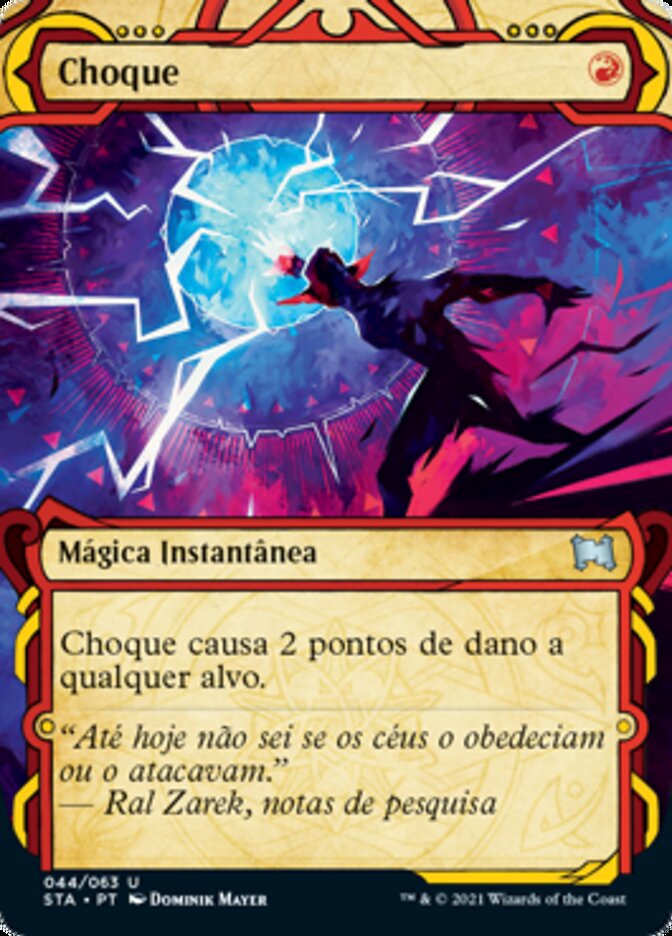 Choque
Mágica Instantânea
Choque causa 2 pontos de dano a
qualquer alvo.
“Até hoje não sei se os céus o obedeciam
ou o atacavam.”
— Ral Zarek, notas de pesquisa
044/063 U
STA • PT Dominik Mayer
™ & © 2021 Wizards of the Coast